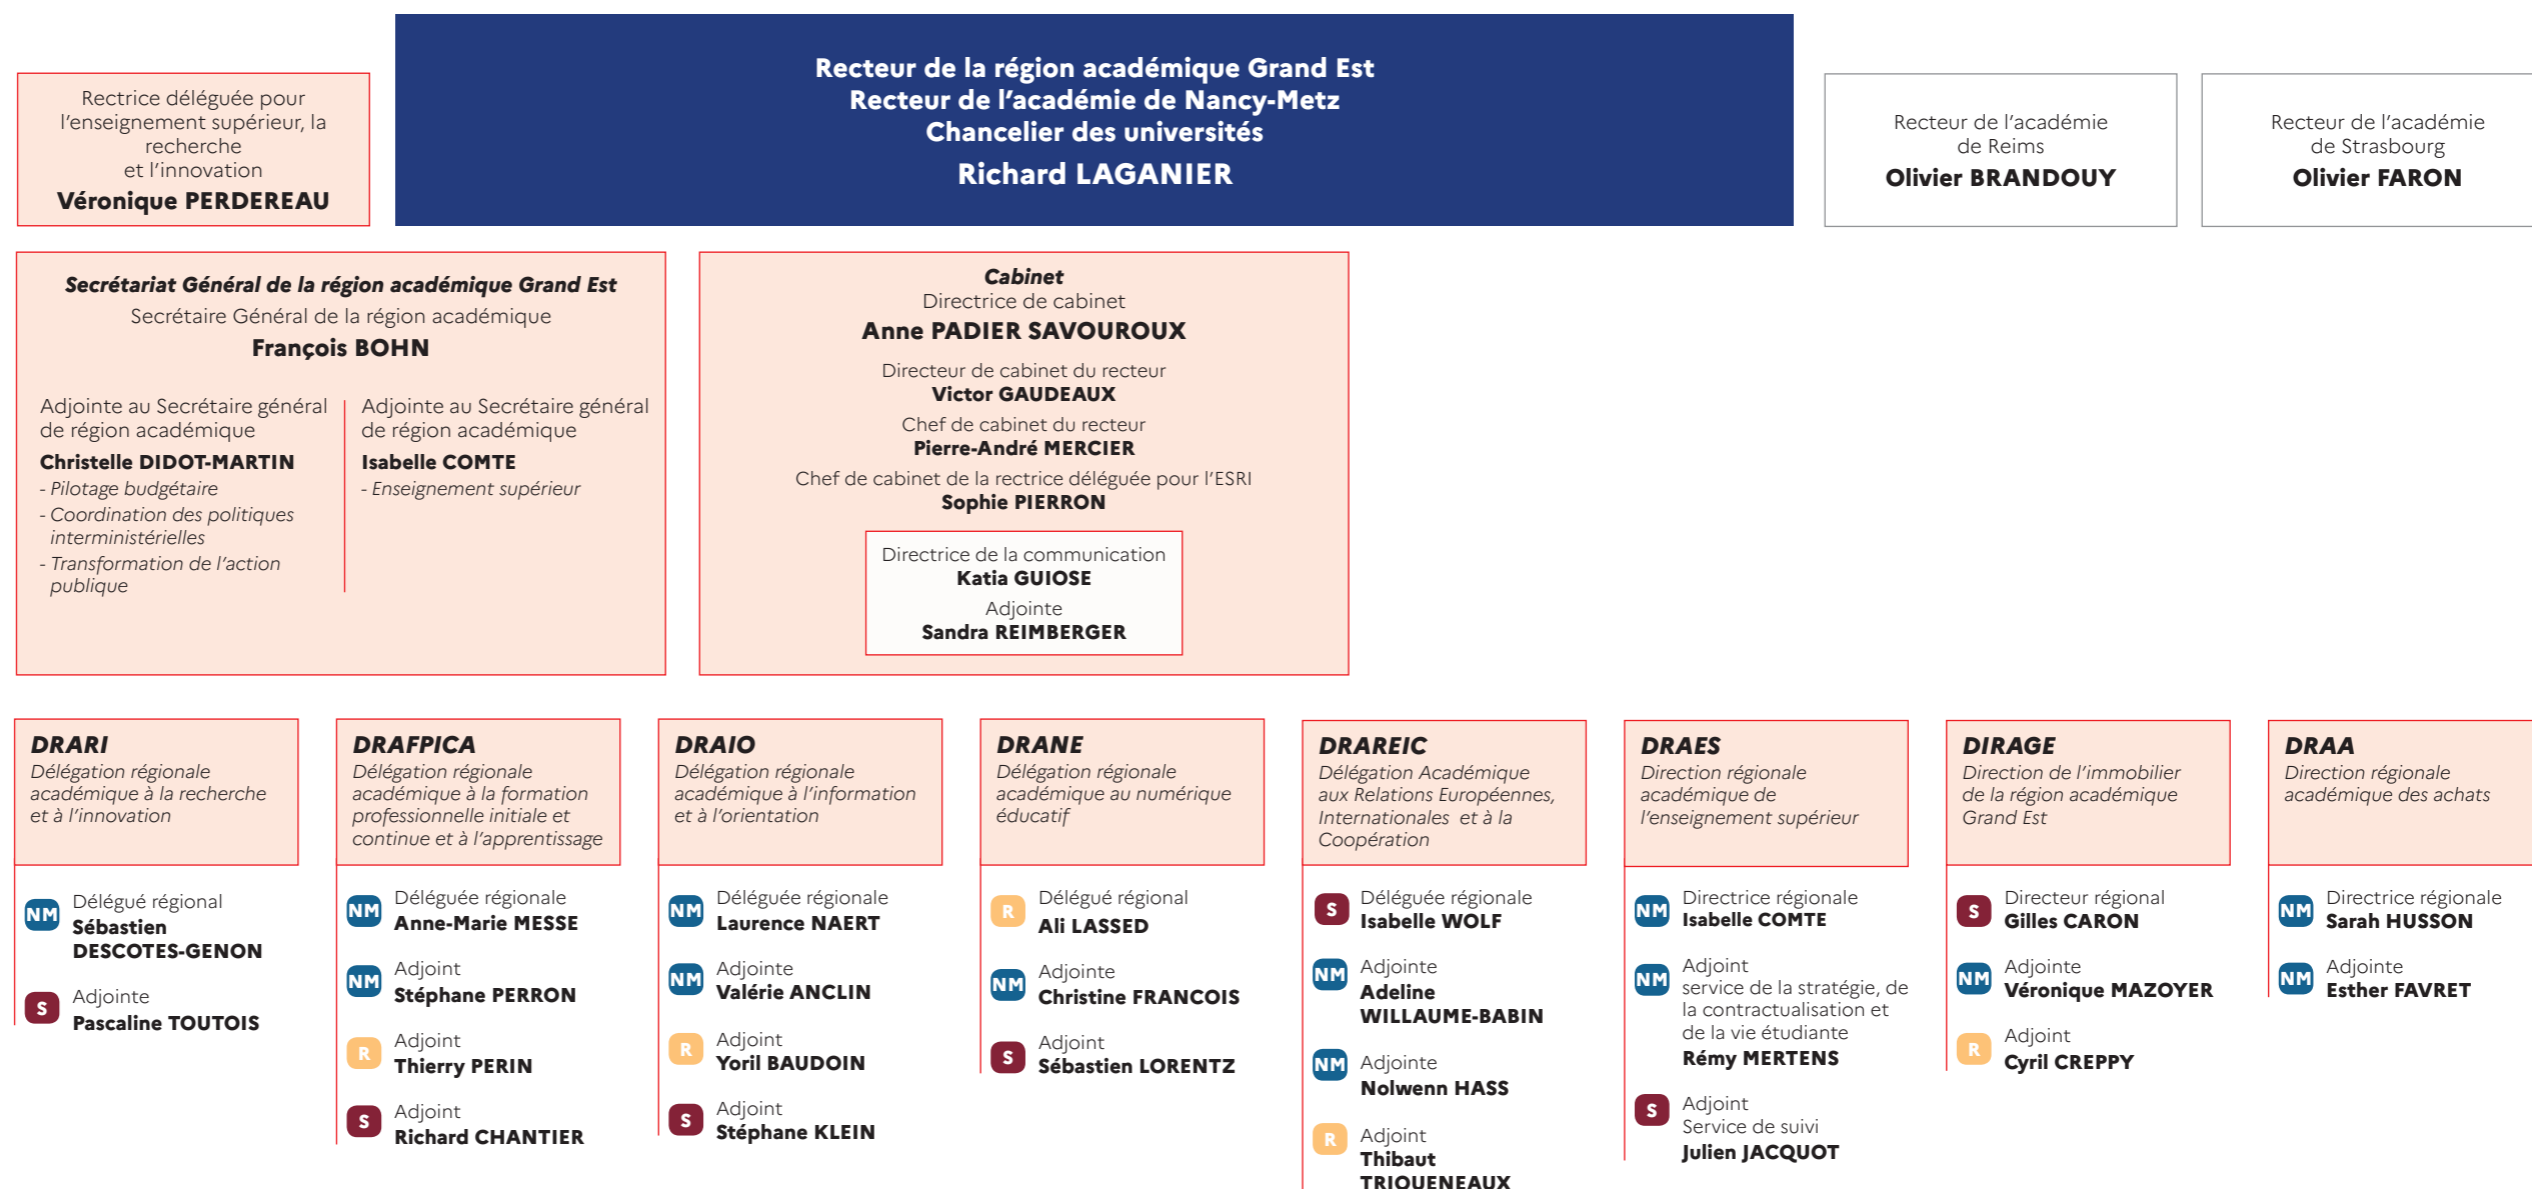 Rectrice déléguée pour
l'enseignement supérieur, la
recherche
et l'innovation
Véronique PERDEREAU
Recteur de la région académique Grand Est
Recteur de l'académie de Nancy-Metz
Chancelier des universités
Richard LAGANIER
Recteur de l'académie
de Reims
Olivier BRANDOUY
Recteur de l'académie
de Strasbourg
Olivier FARON
Secrétariat Général de la région académique Grand Est
Secrétaire Général de la région académique
François BOHN
Adjointe au Secrétaire général
de région académique
Christelle DIDOT-MARTIN
- Pilotage budgétaire
- Coordination des politiques
interministérielles
- Transformation de l'action
publique
Adjointe au Secrétaire général
de région académique
Isabelle COMTE
- Enseignement supérieur
Cabinet
Directrice de cabinet
Anne PADIER SAVOUROUX
Directeur de cabinet du recteur
Victor GAUDEAUX
Chef de cabinet du recteur
Pierre-André MERCIER
Chef de cabinet de la rectrice déléguée pour l'ESRI
Sophie PIERRON
Directrice de la communication
Katia GUIOSE
Adjointe
Sandra REIMBERGER
DRARI
Délégation régionale
académique à la recherche
et à l'innovation
NM
Délégué régional
Sébastien
DESCOTES-GENON
S
Adjointe
Pascaline TOUTOIS
DRAFPICA
Délégation régionale
académique à la formation
professionnelle initiale et
continue et à l'apprentissage
NM
Déléguée régionale
Anne-Marie MESSE
NM
Adjoint
Stéphane PERRON
R
Adjoint
Thierry PERIN
S
Adjoint
Richard CHANTIER
DRAIO
Délégation régionale
académique à l'information
et à l'orientation
NM
Déléguée régionale
Laurence NAERT
NM
Adjointe
Valérie ANCLIN
R
Adjoint
Yoril BAUDOIN
S
Adjoint
Stéphane KLEIN
DRANE
Délégation régionale
académique au numérique
éducatif
R
Délégué régional
Ali LASSED
NM
Adjointe
Christine FRANCOIS
S
Adjoint
Sébastien LORENTZ
DRAREIC
Délégation Académique
aux Relations Européennes,
Internationales et à la
Coopération
S
Déléguée régionale
Isabelle WOLF
NM
Adjointe
Adeline
WILLAUME-BABIN
NM
Adjointe
Nolwenn HASS
R
Adjoint
Thibaut
TRIQUENEAUX
DRAES
Direction régionale
académique de
l'enseignement supérieur
NM
Directrice régionale
Isabelle COMTE
NM
Adjoint
service de la stratégie, de
la contractualisation et
de la vie étudiante
Rémy MERTENS
S
Adjoint
Service de suivi
Julien JACQUOT
DIRAGE
Direction de l'immobilier
de la région académique
Grand Est
S
Directeur régional
Gilles CARON
NM
Adjointe
Véronique MAZOYER
R
Adjoint
Cyril CREPPY
DRAA
Direction régionale
académique des achats
NM
Directrice régionale
Sarah HUSSON
NM
Adjointe
Esther FAVRET